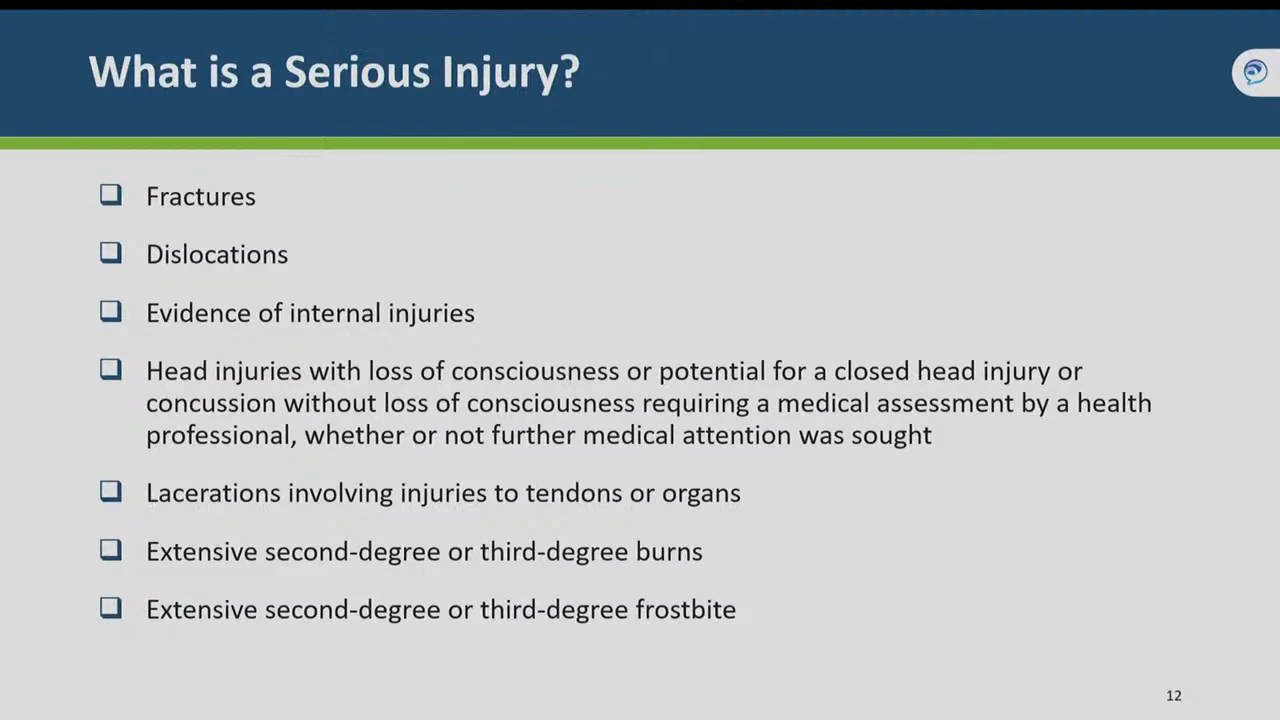 What is a Serious Injury?
Fractures
Dislocations
Evidence of internal injuries
Head injuries with loss of consciousness or potential for a closed head injury or
concussion without loss of consciousness requiring a medical assessment by a health
professional, whether or not further medical attention was sought
Lacerations involving injuries to tendons or organs
Extensive second-degree or third-degree burns
Extensive second-degree or third-degree frostbite
12